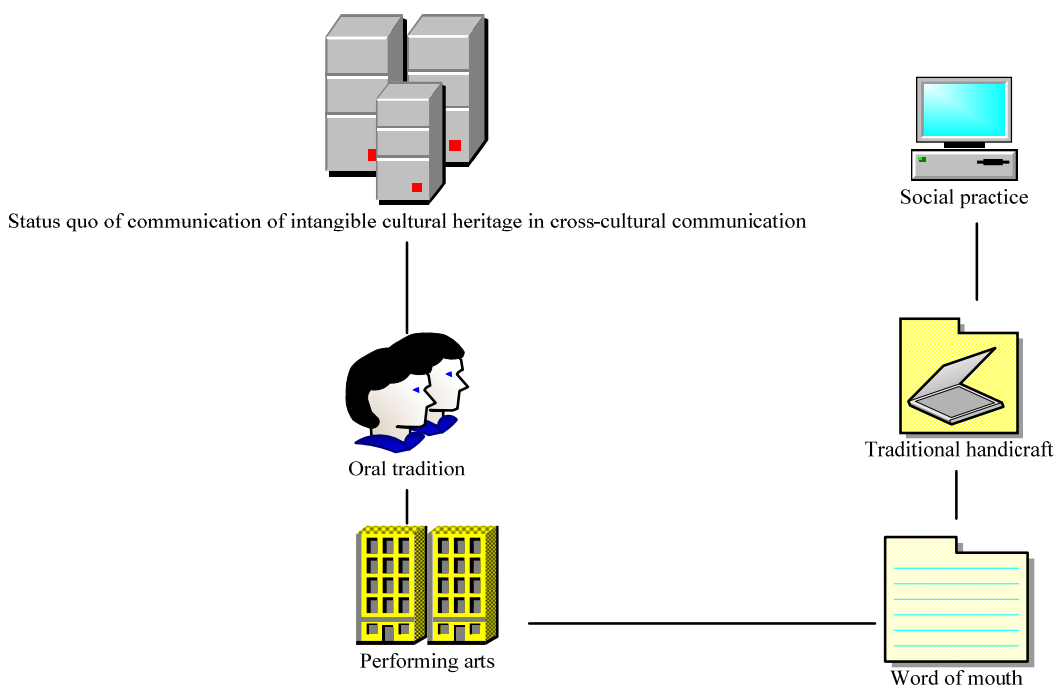 Status quo of communication of intangible cultural heritage in cross-cultural communication
Social practice
Oral tradition
Traditional handicraft
Performing arts
Word of mouth